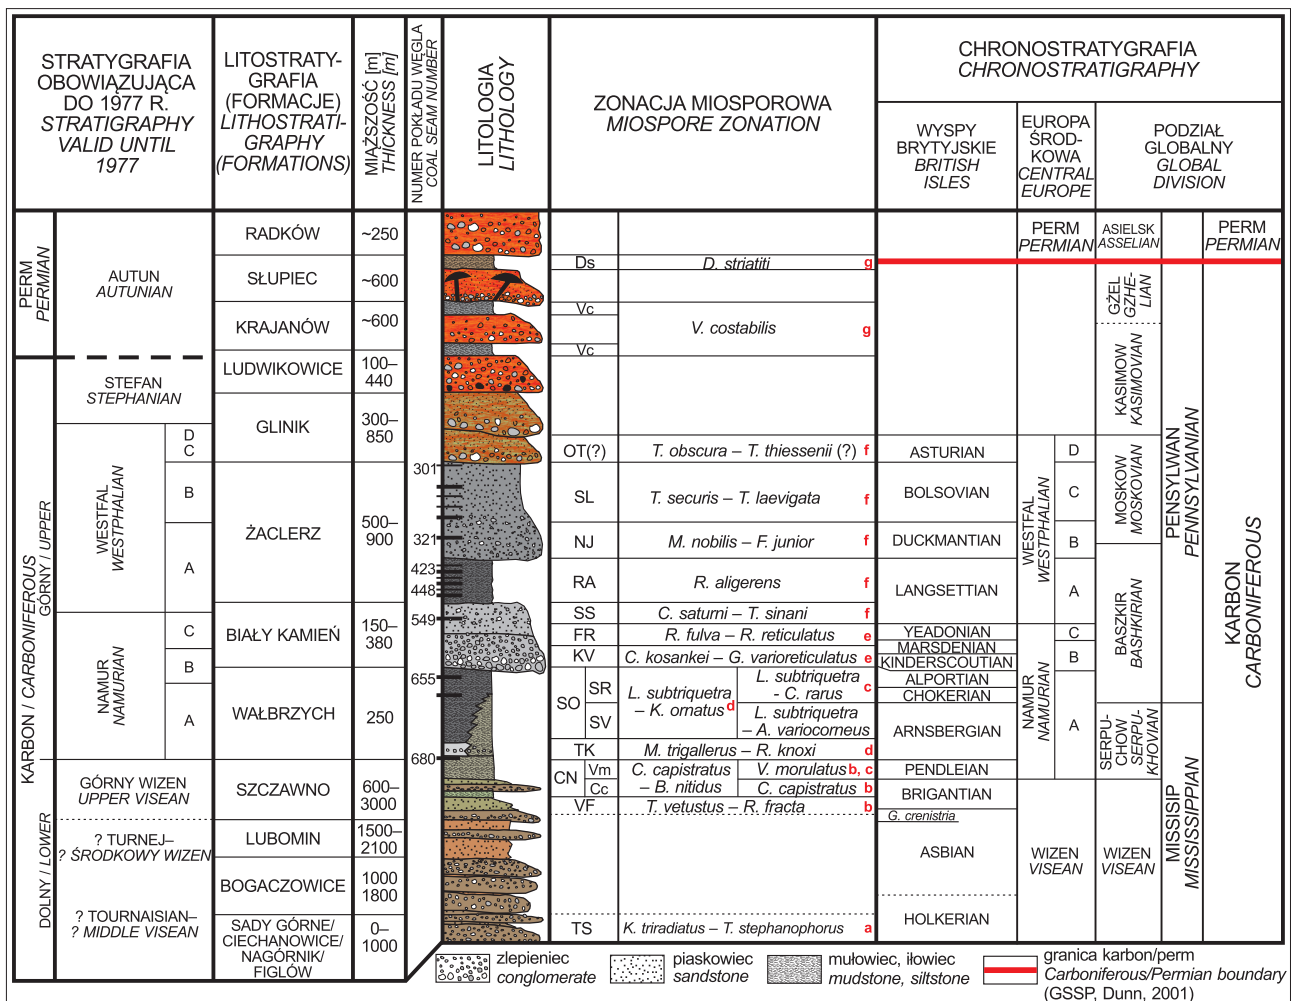 STRATYGRAFIA
OBOWIĄZUJĄCA
DO 1977 R.
STRATIGRAPHY
VALID UNTIL
1977
LITOSTRATY-
GRAFIA
(FORMACJE)
LITHOSTRATI-
GRAPHY
(FORMATIONS)
MIĄŻSZOŚĆ [m]
THICKNESS [m]
NUMER POKŁADU WĘGLA
COAL SEAM NUMBER
LITOLOGIA
LITHOLOGY
ZONACJA MIOSPOROWA
MIOSPORE ZONATION
CHRONOSTRATYGRAFIA
CHRONOSTRATIGRAPHY
WYSPY
BRYTYJSKIE
BRITISH
ISLES
EUROPA
ŚROD-
KOWA
CENTRAL
EUROPE
PODZIAŁ
GLOBALNY
GLOBAL
DIVISION
PERM
PERMIAN
KARBON / CARBONIFEROUS
GÓRNY / UPPER
DOLNY / LOWER
AUTUN
AUTUNIAN
STEFAN
STEPHANIAN
WESTFAL
WESTPHALIAN
D
C
B
A
NAMUR
NAMURIAN
C
B
A
GÓRNY WIZEN
UPPER VISEAN
? TURNEJ–
? ŚRODKOWY WIZEN
? TOURNAISIAN–
? MIDDLE VISEAN
RADKÓW
SŁUPIEC
KRAJANÓW
LUDWIKOWICE
GLINIK
ŻACLERZ
BIAŁY KAMIEŃ
WAŁBRZYCH
SZCZAWNO
LUBOMIN
BOGACZOWICE
SADY GÓRNE/
CIECHANOWICE/
NAGÓRNIK/
FIGLÓW
~250
~600
~600
100–
440
300–
850
500–
900
150–
380
250
600–
3000
1500–
2100
1000
1800
0–
1000
301
321
423
448
549
655
680
Ds
D. striatiti g
Vc
V. costabilis g
Vc
OT(?)
T. obscura – T. thiessenii (?) f
SL
T. securis – T. laevigata f
NJ
M. nobilis – F. junior f
RA
R. aligerens f
SS
C. saturni – T. sinani f
FR
R. fulva – R. reticulatus e
KV
C. kosankei – G. varioreticulatus e
SO
SR
SV
L. subtriquetra
– K. ornatus d
L. subtriquetra
- C. rarus c
L. subtriquetra
– A. variocorneus
TK
M. trigallerus – R. knoxi d
CN
Vm
Cc
C. capistratus
– B. nitidus
V. morulatus b, c
C. capistratus b
VF
T. vetustus – R. fracta b
TS
K. triradiatus – T. stephanophorus a
ASTURIAN
BOLSOVIAN
DUCKMANTIAN
LANGSETTIAN
YEADONIAN
MARSDENIAN
KINDERSCOUTIAN
ALPORTIAN
CHOKERIAN
ARNSBERGIAN
PENDLEIAN
BRIGANTIAN
G. crenistria
ASBIAN
HOLKERIAN
PERM
PERMIAN
WESTFAL
WESTPHALIAN
D
C
B
A
NAMUR
NAMURIAN
C
B
A
WIZEN
VISEAN
ASIELSK
ASSELIAN
GŻEL
GZHE-
LIAN
KASIMOW
KASIMOVIAN
MOSKOW
MOSKOVIAN
BASZKIR
BASHKIRIAN
SERPU-
CHOW
SERPU-
KHOVIAN
WIZEN
VISEAN
PENSYLWAN
PENNSYLVANIAN
MISSISIP
MISSISSIPPIAN
PERM
PERMIAN
KARBON
CARBONIFEROUS
zlepieniec
conglomerate
piaskowiec
sandstone
mułowiec, iłowiec
mudstone, siltstone
granica karbon/perm
Carboniferous/Permian boundary
(GSSP, Dunn, 2001)